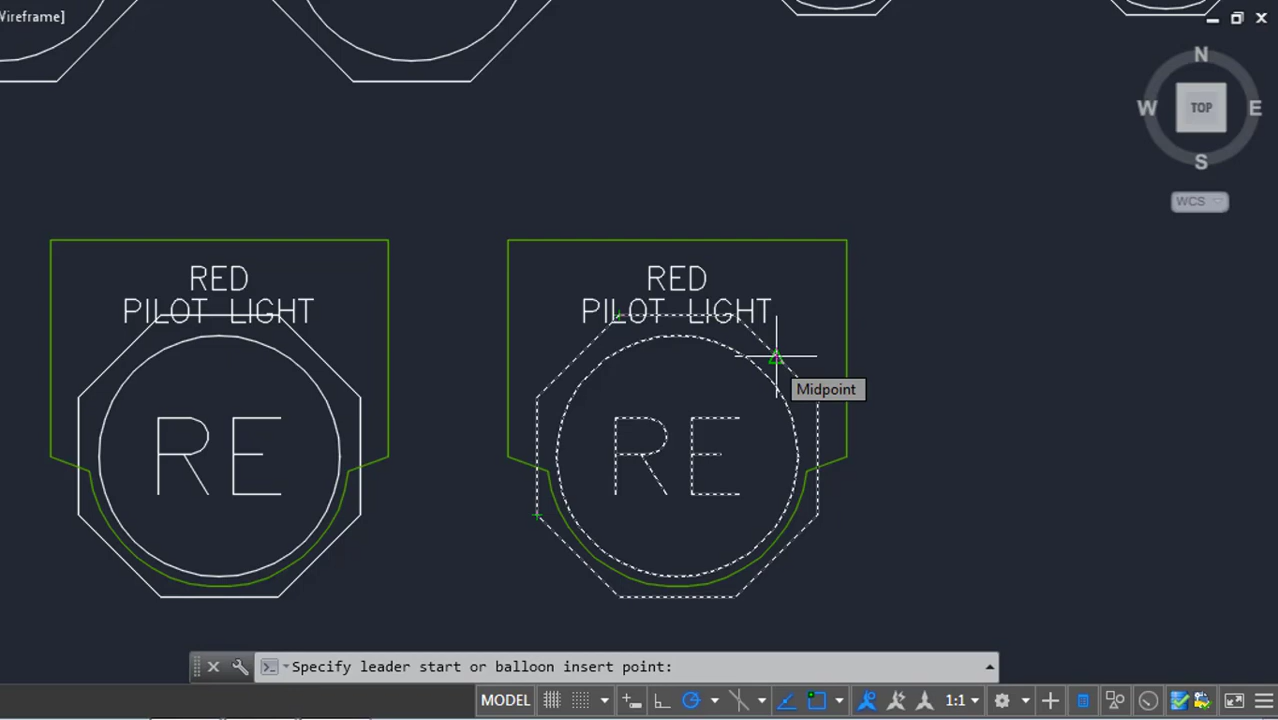 Wireframe]
N
W
TOP
E
S
WCS
RED
PILOT LIGHT
RE
RED
PILOT LIGHT
RE
Midpoint
Specify leader start or balloon insert point:
MODEL
1:1